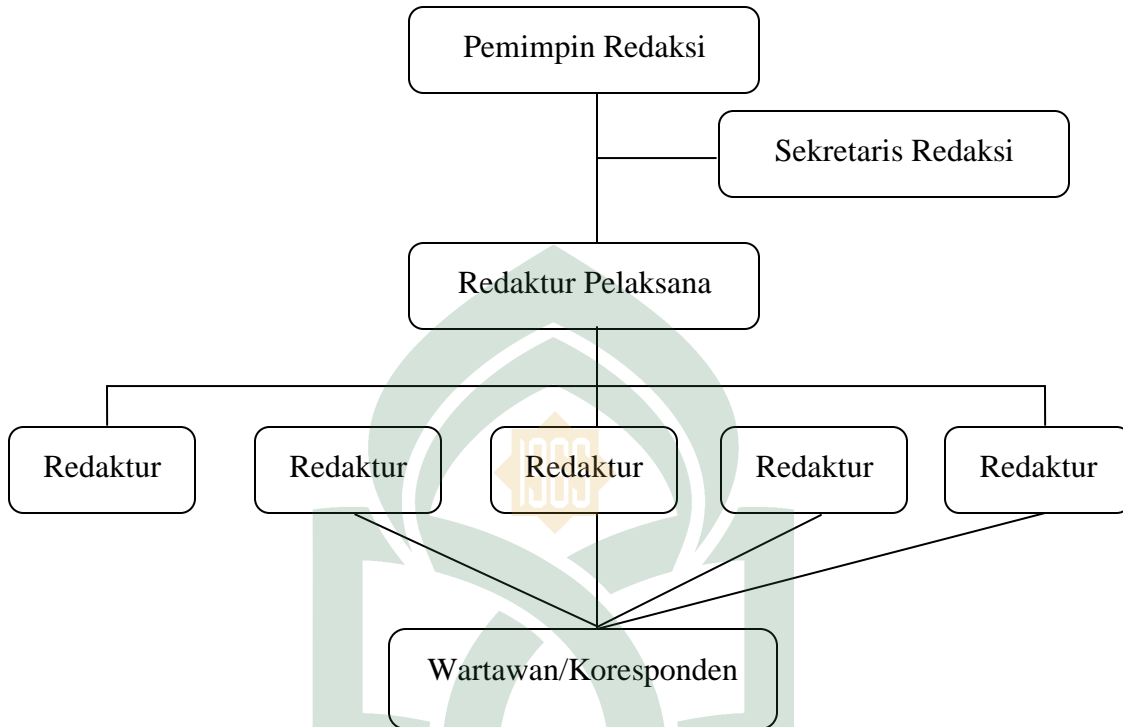 Pemimpin Redaksi
Sekretaris Redaksi
Redaktur Pelaksana
Redaktur
Redaktur
Redaktur
Redaktur
Redaktur
Wartawan/Koresponden